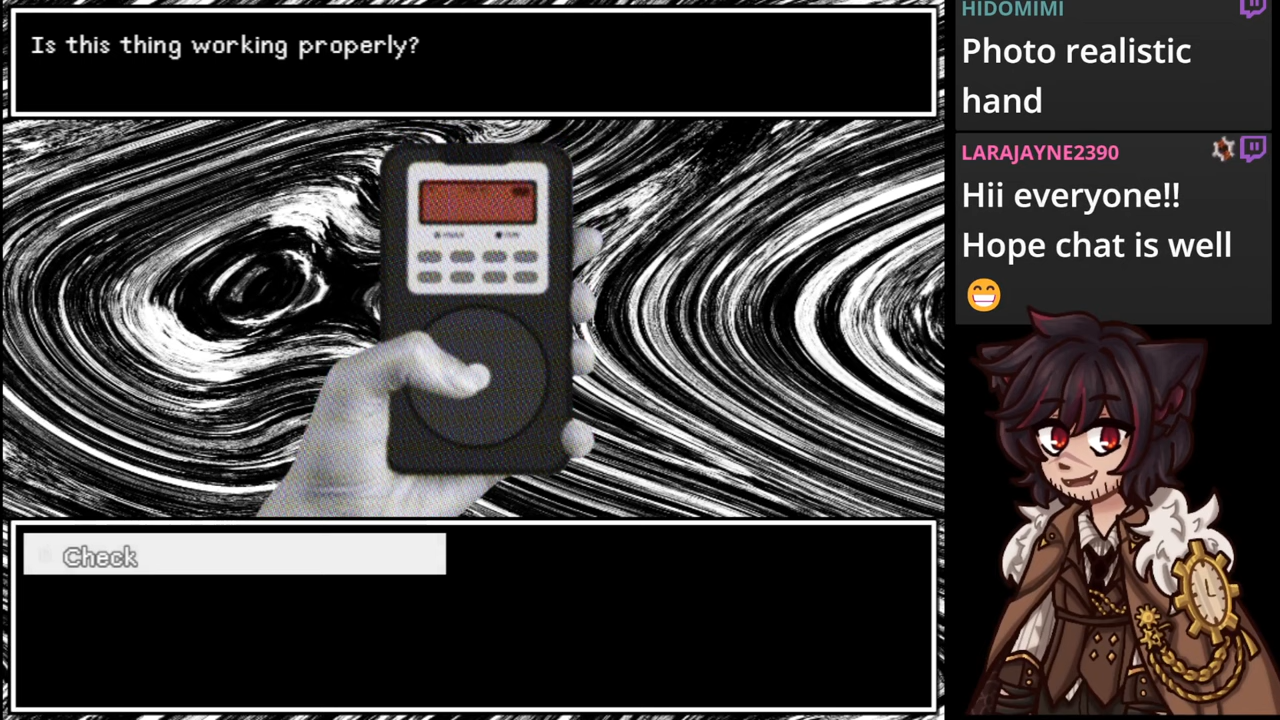 Is this thing working properly?
Check
HIDOMIMI
Photo realistic
hand
LARAJAYNE2390
Hii everyone!!
Hope chat is well
😁